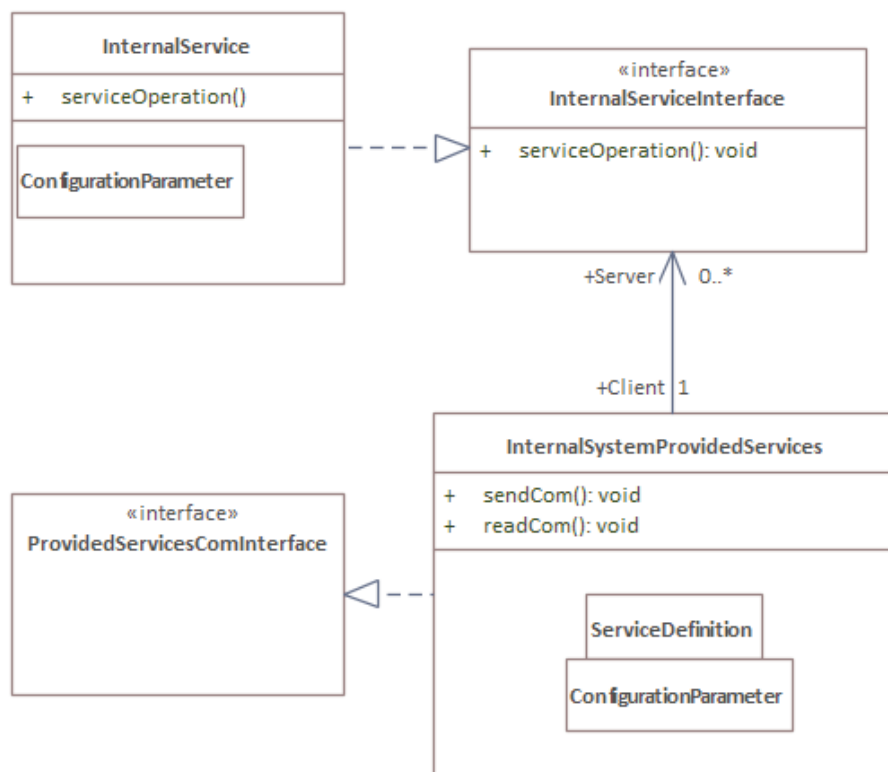 InternalService
+ serviceOperation()
ConfigurationParameter
«interface»
InternalServiceInterface
+ serviceOperation(): void
+Server 0..*
+Client 1
InternalSystemProvidedServices
+ sendCom(): void
+ readCom(): void
ServiceDefinition
ConfigurationParameter
«interface»
ProvidedServicesComInterface